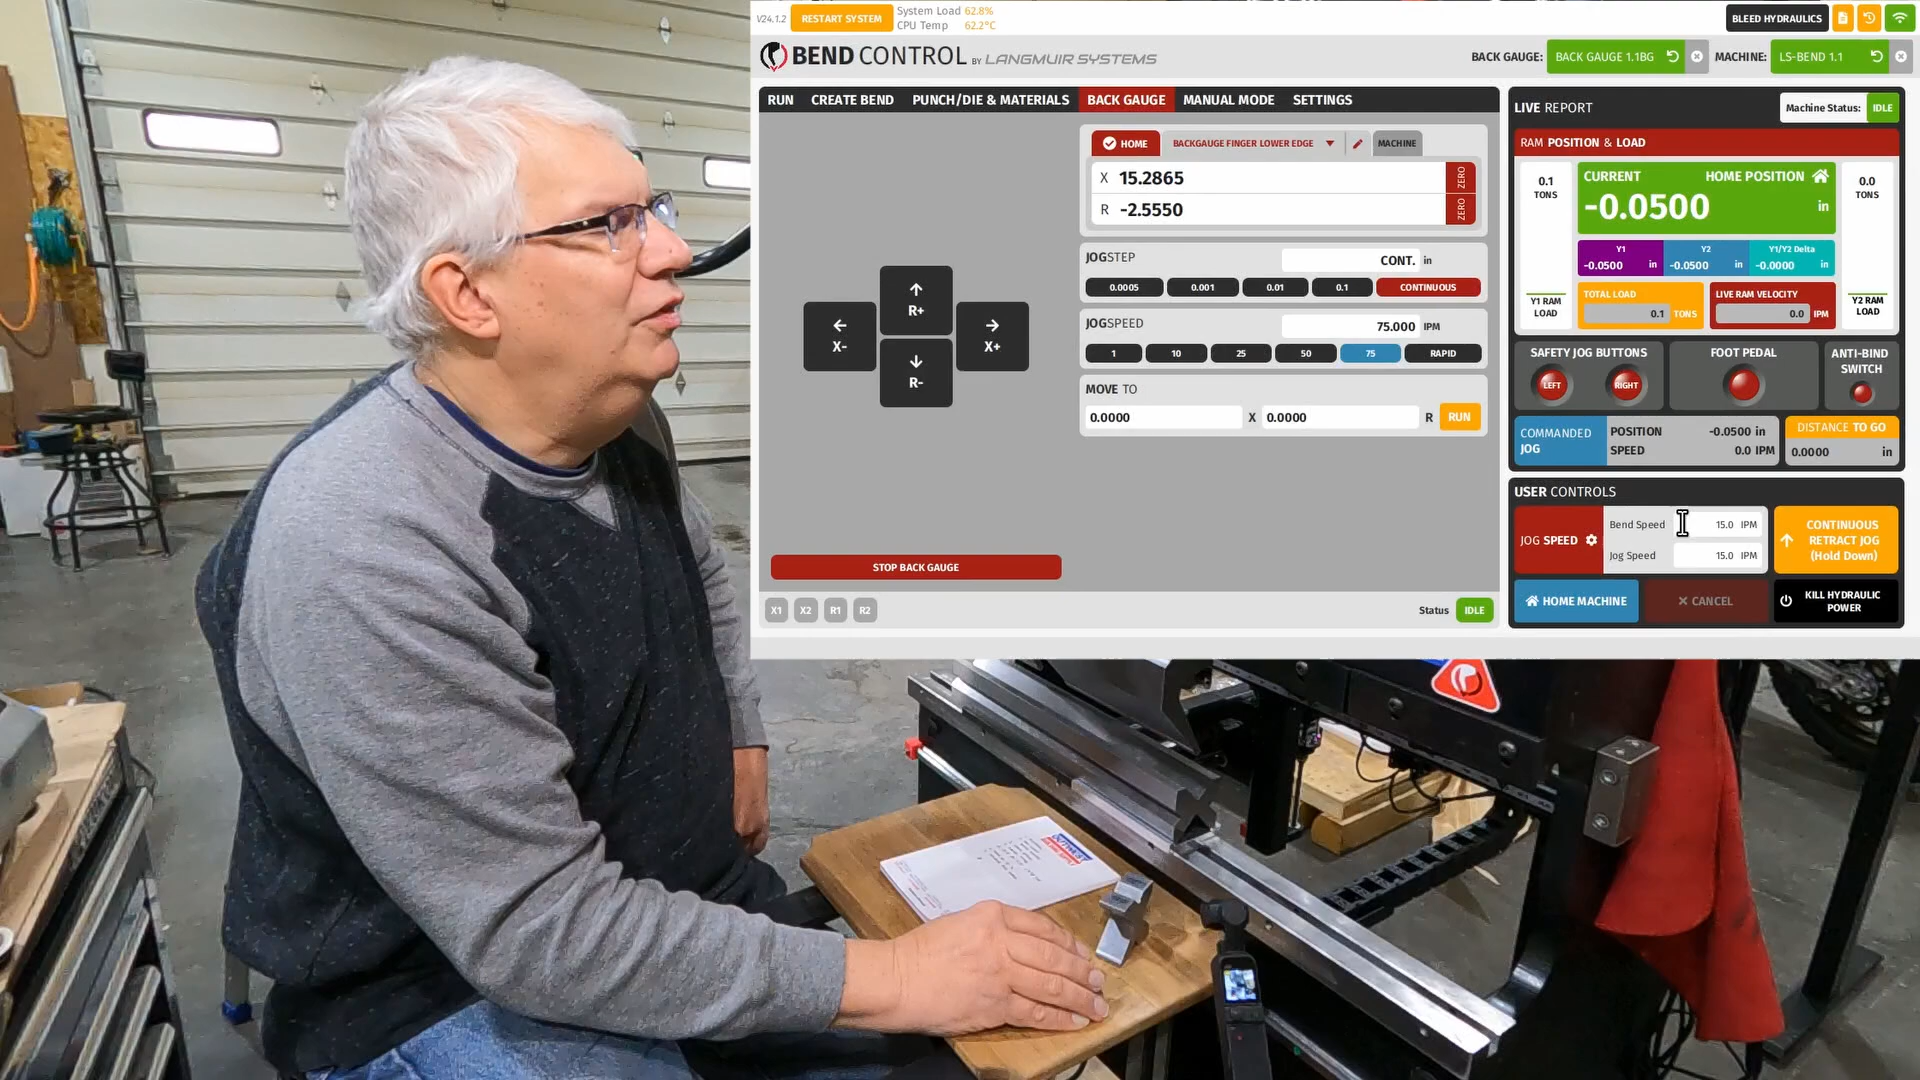 V24.1.2
RESTART SYSTEM
System Load 62.8%
CPU Temp 62.2°C
BLEED HYDRAULICS
BEND CONTROL BY LANGMUIR SYSTEMS
BACK GAUGE:
BACK GAUGE 1.1BG
MACHINE:
LS-BEND 1.1
RUN
CREATE BEND
PUNCH/DIE & MATERIALS
BACK GAUGE
MANUAL MODE
SETTINGS
HOME
BACKGAUGE FINGER LOWER EDGE
MACHINE
X 15.2865
ZERO
R -2.5550
ZERO
R+
X-
X+
R-
JOGSTEP
CONT. in
0.0005
0.001
0.01
0.1
CONTINUOUS
JOGSPEED
75.000 IPM
1
10
25
50
75
RAPID
MOVE TO
0.0000 X
0.0000 R
RUN
STOP BACK GAUGE
X1
X2
R1
R2
Status
IDLE
LIVE REPORT
Machine Status:
IDLE
RAM POSITION & LOAD
0.1
TONS
Y1 RAM
LOAD
CURRENT
HOME POSITION
-0.0500 in
Y1
-0.0500 in
Y2
-0.0500 in
Y1/Y2 Delta
-0.0000 in
TOTAL LOAD
0.1 TONS
LIVE RAM VELOCITY
0.0 IPM
0.0
TONS
Y2 RAM
LOAD
SAFETY JOG BUTTONS
LEFT
RIGHT
FOOT PEDAL
ANTI-BIND
SWITCH
COMMANDED
JOG
POSITION -0.0500 in
SPEED 0.0 IPM
DISTANCE TO GO
0.0000 in
USER CONTROLS
JOG SPEED
Bend Speed 15.0 IPM
Jog Speed 15.0 IPM
CONTINUOUS
RETRACT JOG
(Hold Down)
HOME MACHINE
CANCEL
KILL HYDRAULIC
POWER